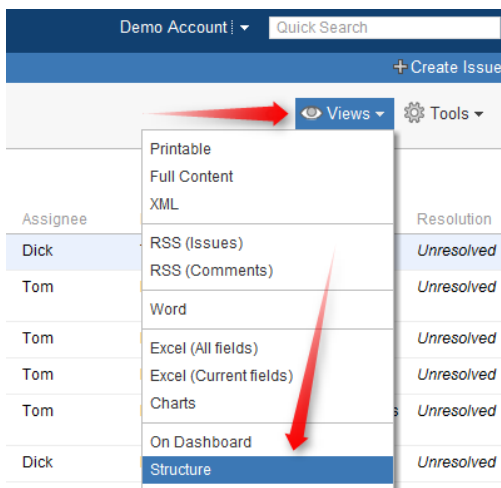 Demo Account
Quick Search
Create Issue
Views
Tools
Printable
Full Content
XML
RSS (Issues)
RSS (Comments)
Word
Excel (All fields)
Excel (Current fields)
Charts
On Dashboard
Structure
Assignee
Resolution
Dick
Unresolved
Tom
Unresolved
Tom
Unresolved
Tom
Unresolved
Tom
s
Unresolved
Dick
Unresolved